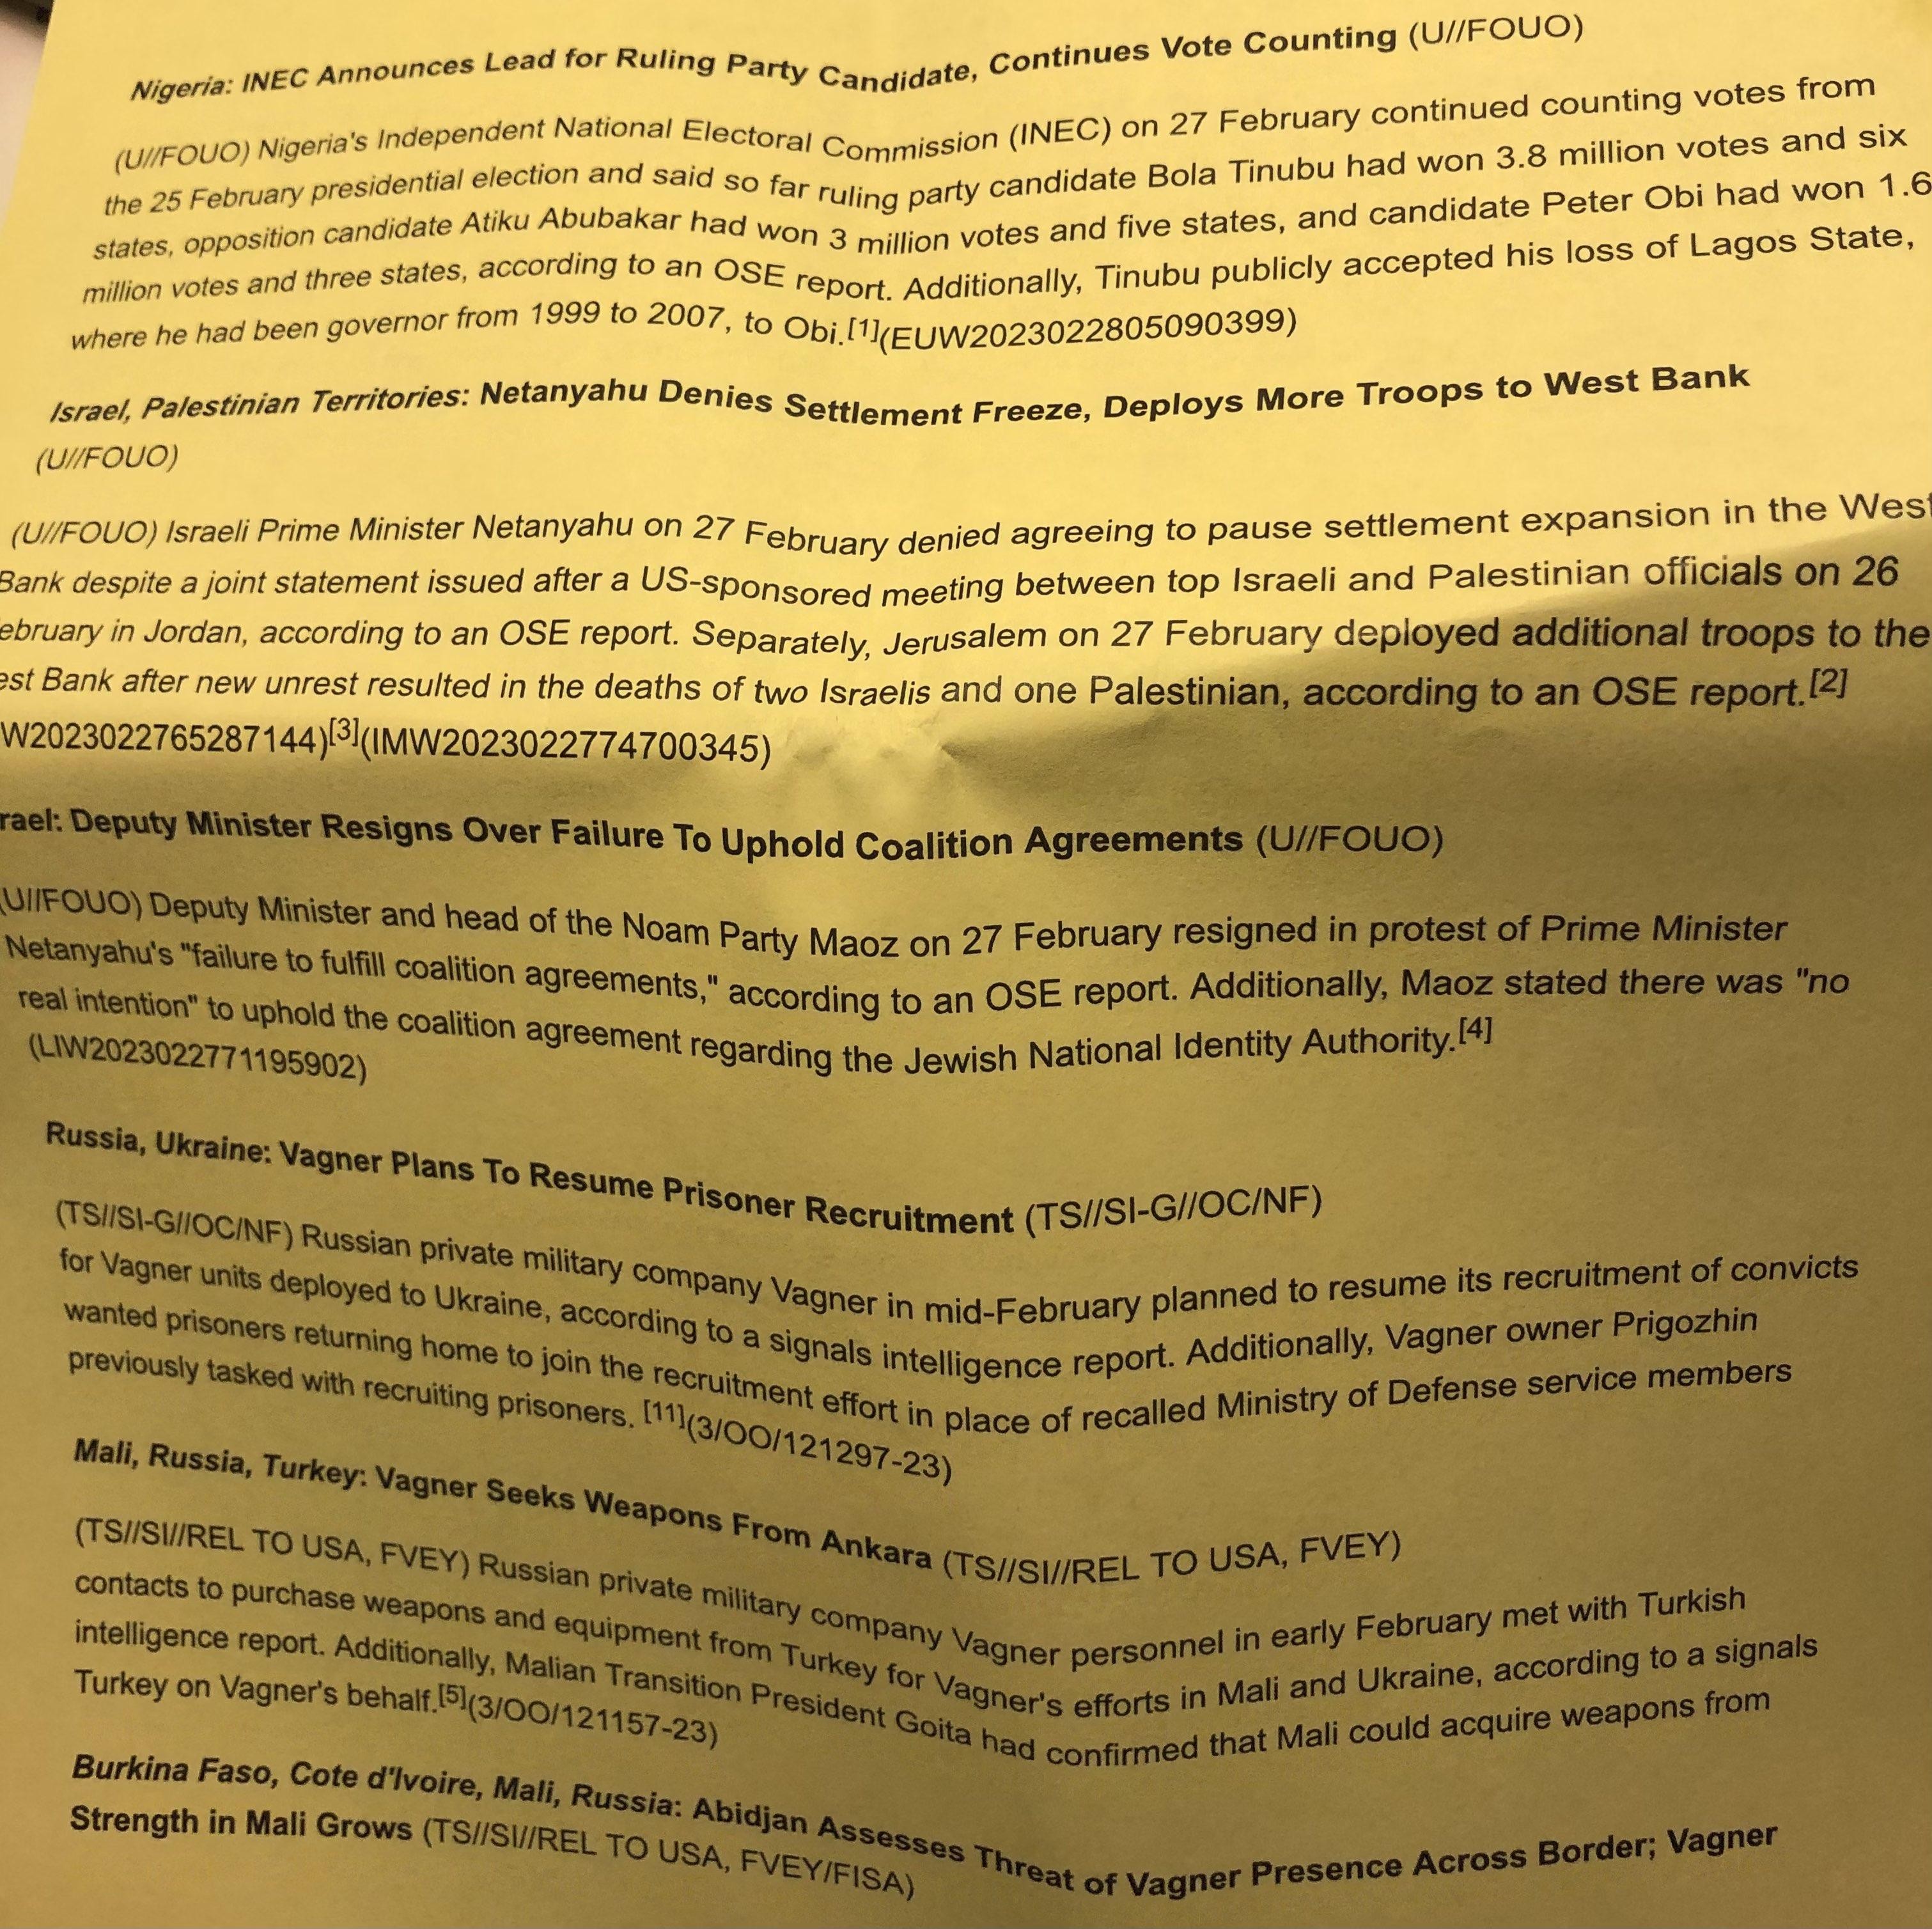 Nigeria: INEC Announces Lead for Ruling Party Candidate, Continues Vote Counting (U//FOUO)
(U//FOUO) Nigeria's Independent National Electoral Commission (INEC) on 27 February continued counting votes from
the 25 February presidential election and said so far ruling party candidate Bola Tinubu had won 3.8 million votes and six
states, opposition candidate Atiku Abubakar had won 3 million votes and five states, and candidate Peter Obi had won 1.6
million votes and three states, according to an OSE report. Additionally, Tinubu publicly accepted his loss of Lagos State,
where he had been governor from 1999 to 2007, to Obi.[1](EUW2023022805090399)
Israel, Palestinian Territories: Netanyahu Denies Settlement Freeze, Deploys More Troops to West Bank
(U//FOUO)
(U//FOUO) Israeli Prime Minister Netanyahu on 27 February denied agreeing to pause settlement expansion in the West
Bank despite a joint statement issued after a US-sponsored meeting between top Israeli and Palestinian officials on 26
ebruary in Jordan, according to an OSE report. Separately, Jerusalem on 27 February deployed additional troops to the
est Bank after new unrest resulted in the deaths of two Israelis and one Palestinian, according to an OSE report.[2]
W2023022765287144)[3](IMW2023022774700345)
rael: Deputy Minister Resigns Over Failure To Uphold Coalition Agreements (U//FOUO)
(U//FOUO) Deputy Minister and head of the Noam Party Maoz on 27 February resigned in protest of Prime Minister
Netanyahu's "failure to fulfill coalition agreements," according to an OSE report. Additionally, Maoz stated there was "no
real intention" to uphold the coalition agreement regarding the Jewish National Identity Authority.[4]
(LIW2023022771195902)
Russia, Ukraine: Vagner Plans To Resume Prisoner Recruitment (TS//SI-G//OC/NF)
(TS//SI-G//OC/NF) Russian private military company Vagner in mid-February planned to resume its recruitment of convicts
for Vagner units deployed to Ukraine, according to a signals intelligence report. Additionally, Vagner owner Prigozhin
wanted prisoners returning home to join the recruitment effort in place of recalled Ministry of Defense service members
previously tasked with recruiting prisoners. [11](3/OO/121297-23)
Mali, Russia, Turkey: Vagner Seeks Weapons From Ankara (TS//SI//REL TO USA, FVEY)
(TS//SI//REL TO USA, FVEY) Russian private military company Vagner personnel in early February met with Turkish
contacts to purchase weapons and equipment from Turkey for Vagner's efforts in Mali and Ukraine, according to a signals
intelligence report. Additionally, Malian Transition President Goita had confirmed that Mali could acquire weapons from
Turkey on Vagner's behalf.[5](3/OO/121157-23)
Burkina Faso, Cote d'Ivoire, Mali, Russia: Abidjan Assesses Threat of Vagner Presence Across Border; Vagner
Strength in Mali Grows (TS//SI//REL TO USA, FVEY/FISA)